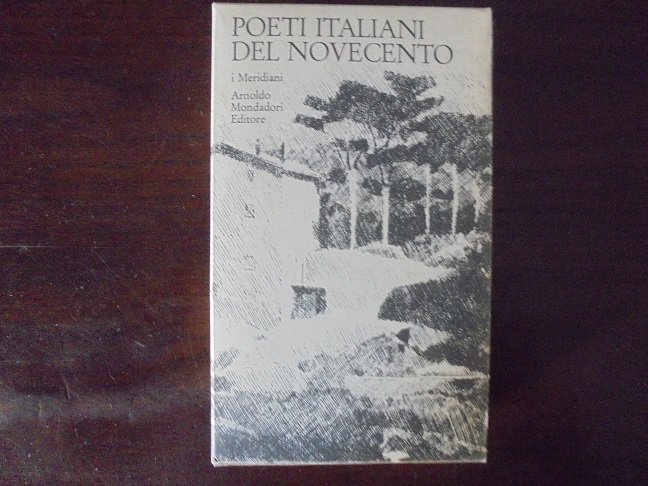 POETI ITALIANI
DEL NOVECENTO
i Meridiani
Arnoldo
Mondadori
Editore